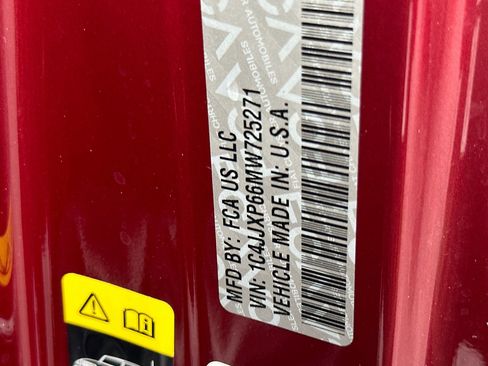 MFD BY: FCA US LLC
VIN: 1C4JJXP66MW725271
VEHICLE MADE IN: U.S.A.